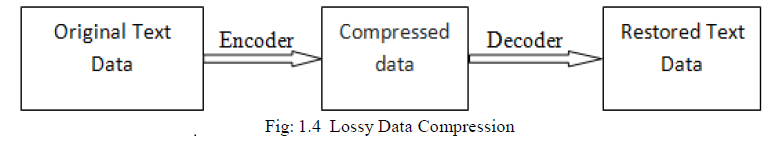 Original Text
Data
Encoder
Compressed
data
Decoder
Restored Text
Data
Fig: 1.4 Lossy Data Compression
.